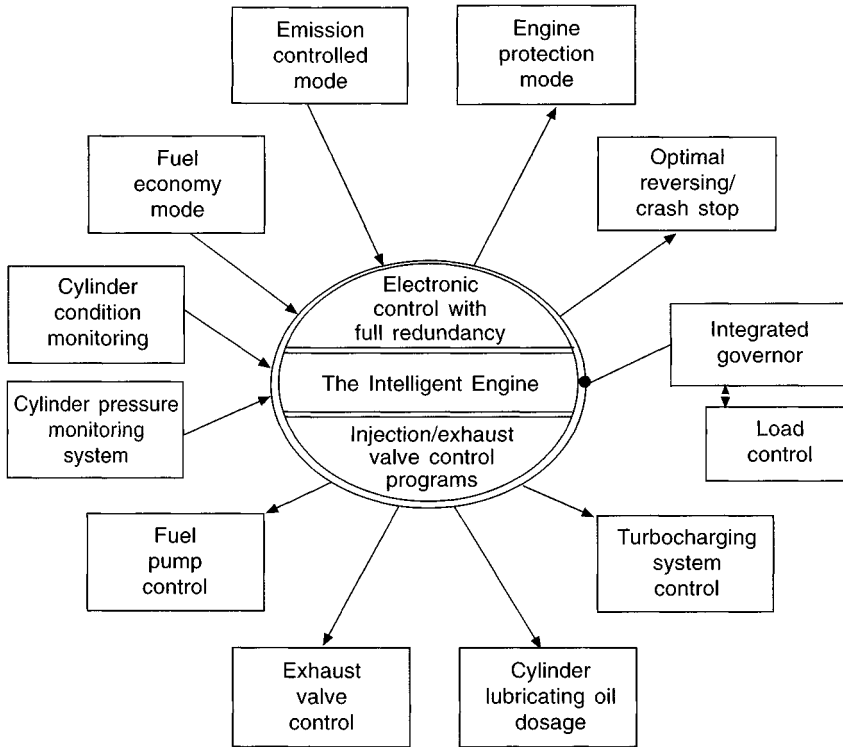 Emission
controlled
mode
Engine
protection
mode
Fuel
economy
mode
Optimal
reversing/
crash stop
Cylinder
condition
monitoring
Electronic
control with
full redundancy
Integrated
governor
The Intelligent Engine
Cylinder pressure
monitoring
system
Load
control
Injection/exhaust
valve control
programs
Fuel
pump
control
Turbocharging
system
control
Exhaust
valve
control
Cylinder
lubricating oil
dosage